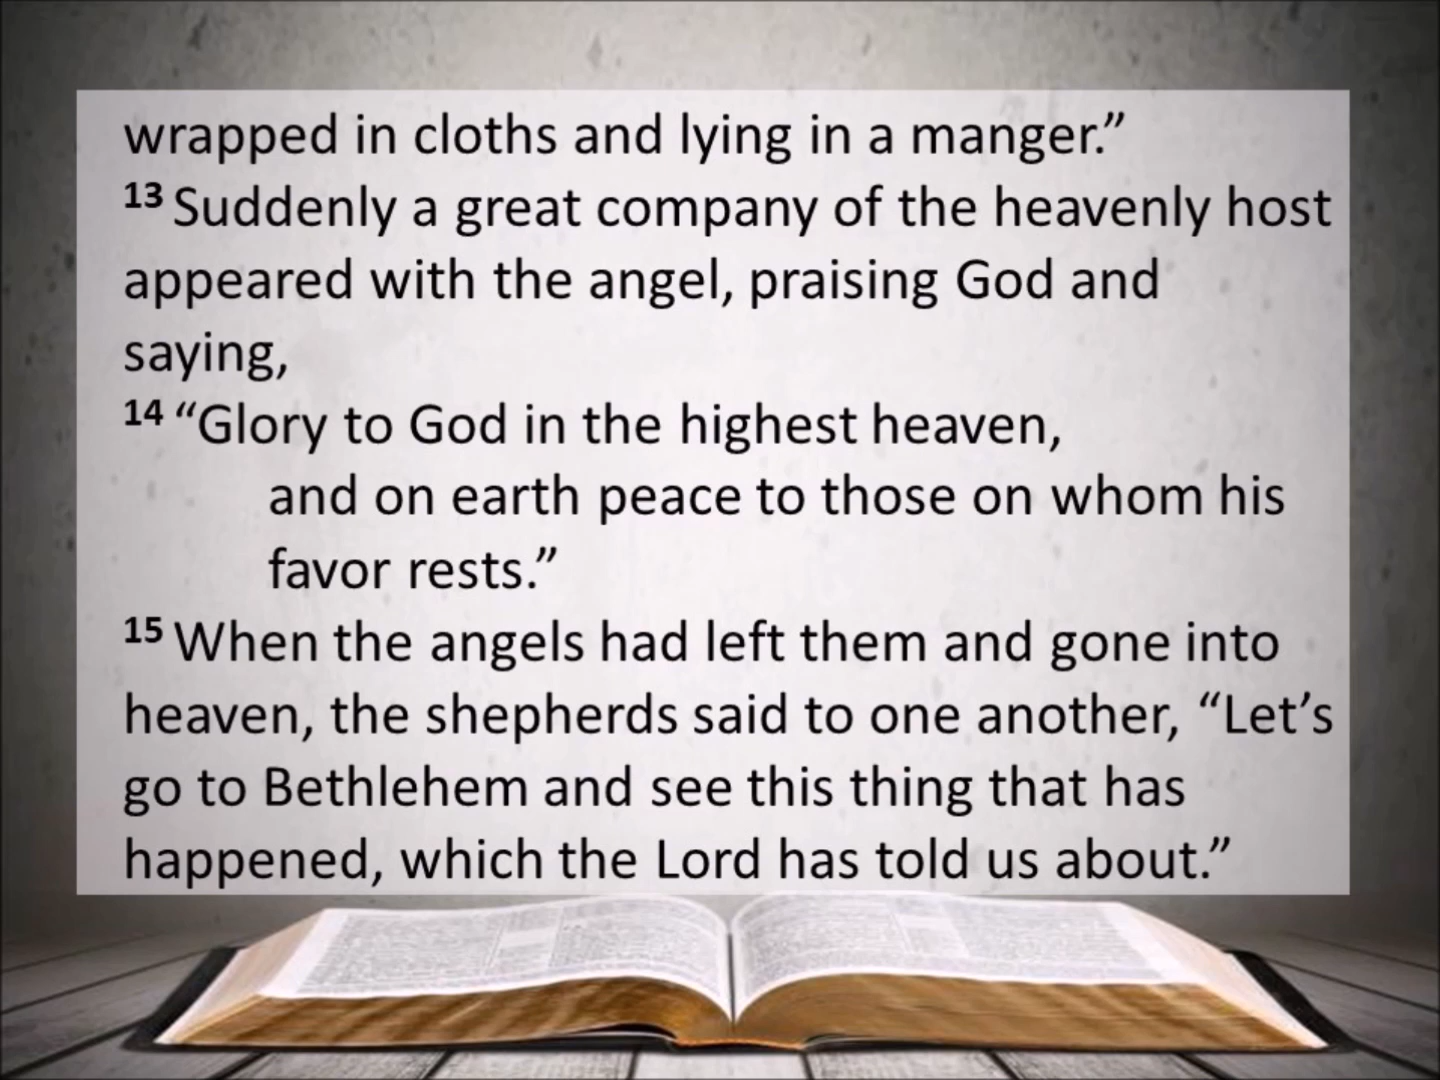 wrapped in cloths and lying in a manger.”
13 Suddenly a great company of the heavenly host
appeared with the angel, praising God and
saying,
14 “Glory to God in the highest heaven,
and on earth peace to those on whom his
favor rests.”
15 When the angels had left them and gone into
heaven, the shepherds said to one another, “Let’s
go to Bethlehem and see this thing that has
happened, which the Lord has told us about.”